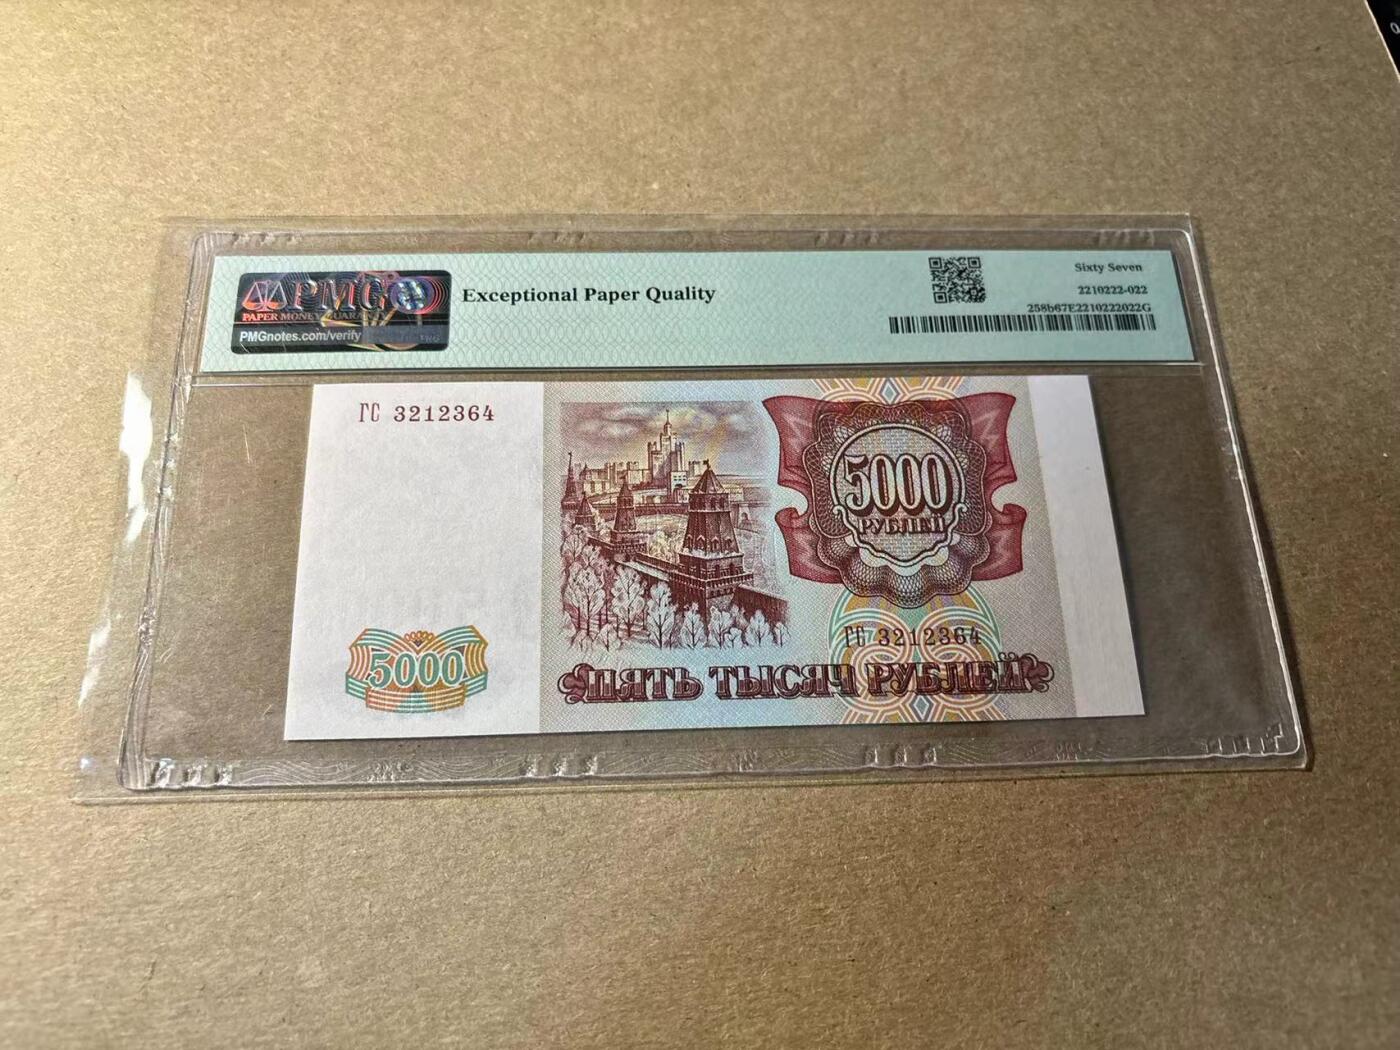 PMG
PAPER MONEY GUARANTY
PMGnotes.com/verify
Exceptional Paper Quality
Sixty Seven
2210222-022
258b67E2210222022G
ГС 3212364
5000
РУБЛЕЙ
ГС 3212364
5000
ПЯТЬ ТЫСЯЧ РУБЛЕЙ